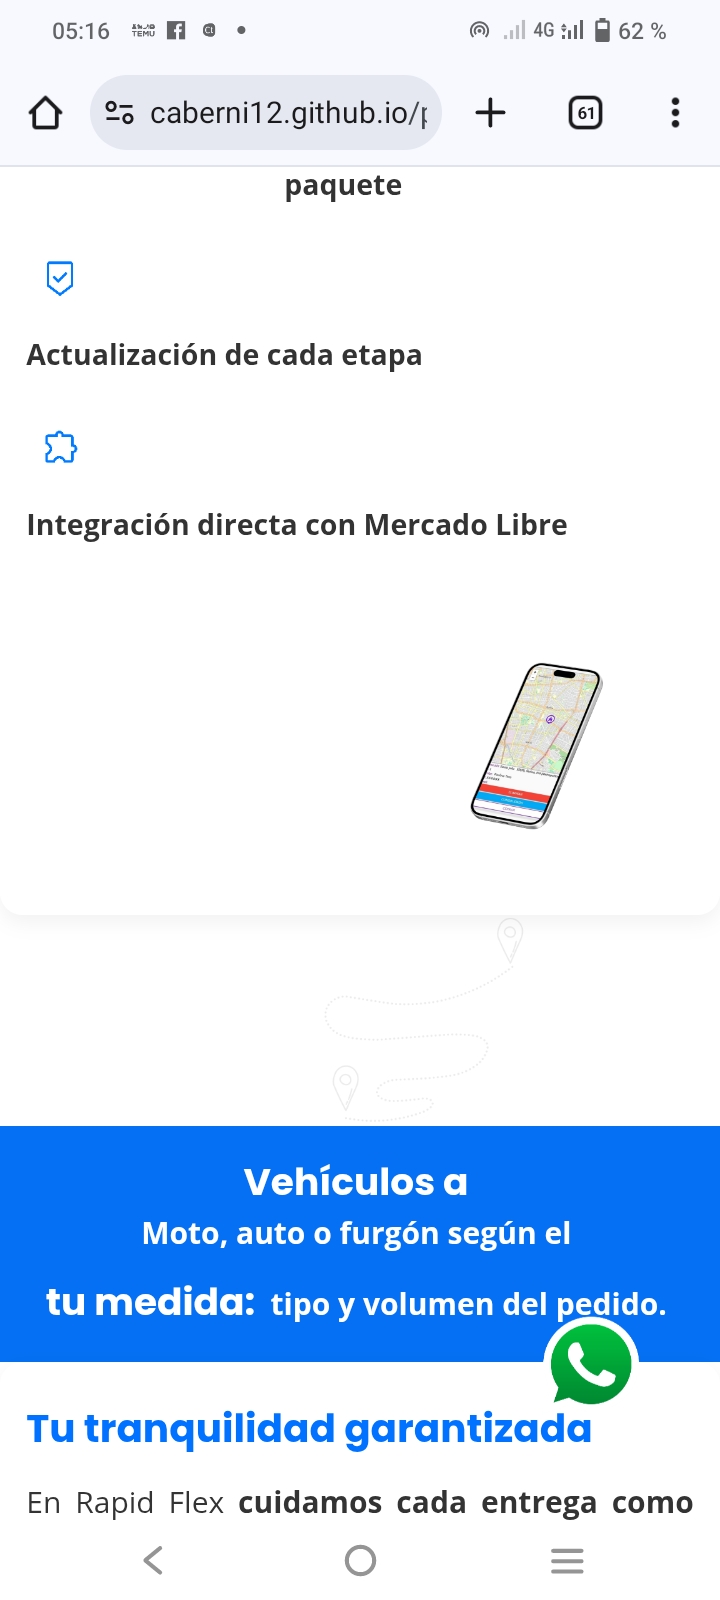 05:16
TEMU
4G
62 %
caberni12.github.io/p
61
paquete
Actualización de cada etapa
Integración directa con Mercado Libre
Vehículos a
Moto, auto o furgón según el
tu medida: tipo y volumen del pedido.
Tu tranquilidad garantizada
En Rapid Flex cuidamos cada entrega como